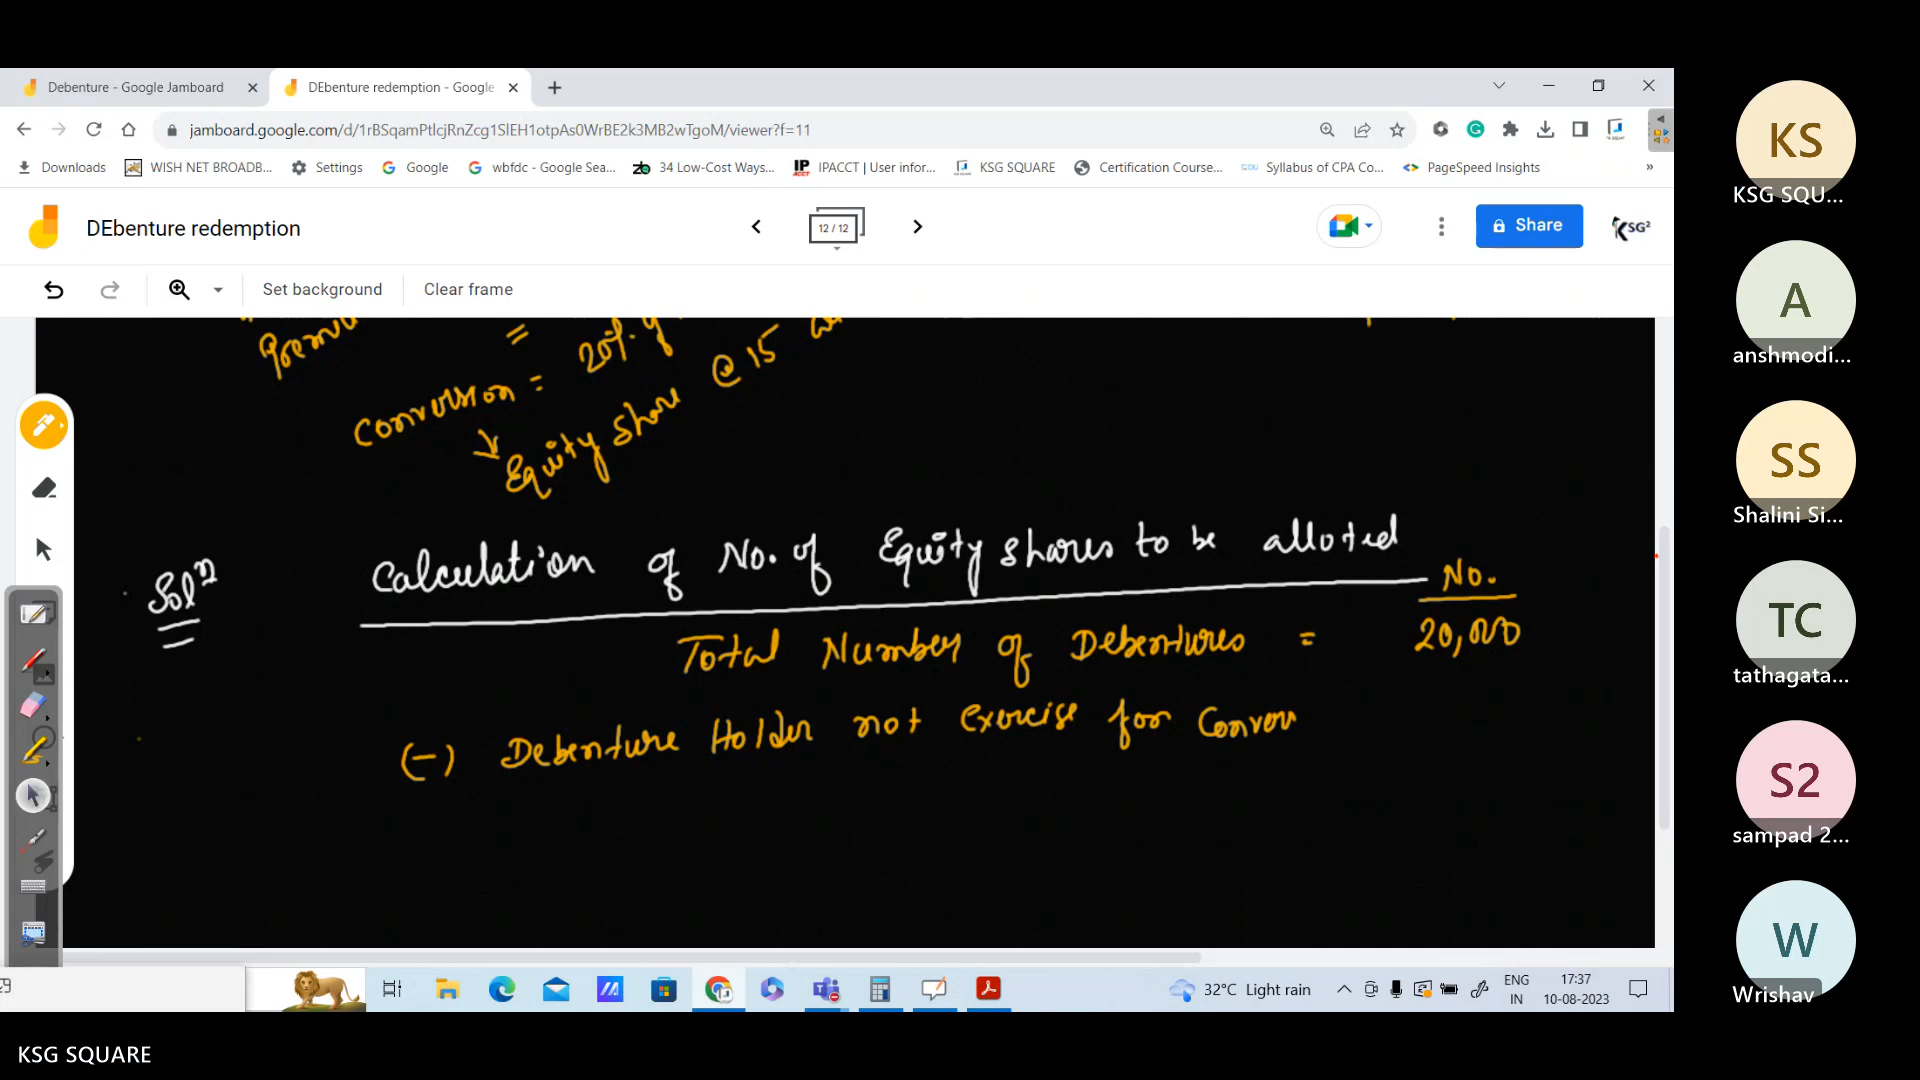 Debenture - Google Jamboard
DEbenture redemption - Google
jamboard.google.com/d/1rBSqamPtlcjRnZcg1SlEH1otpAs0WrBE2k3MB2wTgoM/viewer?f=11
Downloads WISH NET BROADB... Settings Google wbfdc - Google Sea... 34 Low-Cost Ways... IPACCT | User infor... KSG SQUARE Certification Course... Syllabus of CPA Co... PageSpeed Insights »
DEbenture redemption 12 / 12 Share KSG²
Set background Clear frame
= 20%.
Conversion = @ 15
Equity share
Soln Calculation of No. of Equity shares to be alloted
No.
Total Number of Debentures = 20,000
(-) Debenture Holder not Exercise for Conver
KS
KSG SQU...
A
anshmodi...
SS
Shalini Si...
TC
tathagata...
S2
sampad 2...
W
Wrishav
32°C Light rain ENG IN 17:37 10-08-2023
KSG SQUARE